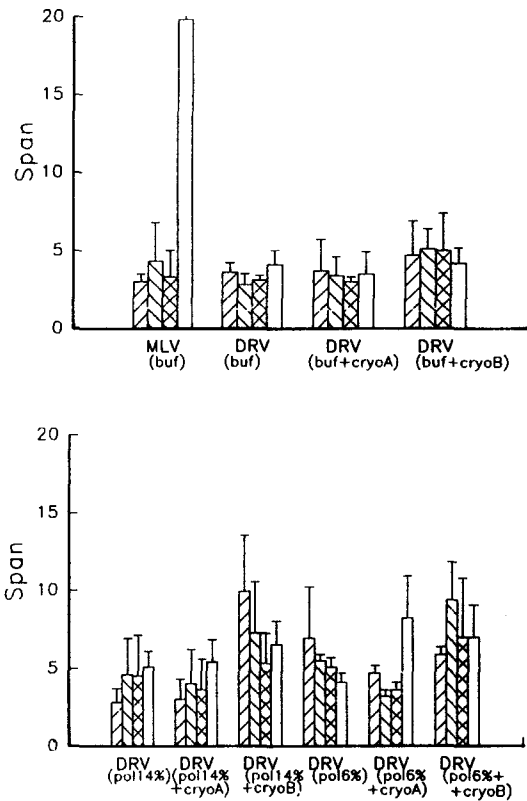 20
15
10
5
0
Span
MLV DRV DRV DRV
(buf) (buf) (buf+cryoA) (buf+cryoB)
20
15
10
5
0
Span
DRV DRV DRV DRV DRV DRV
(pol14%) (pol14% (pol14% (pol6%) (pol6% (pol6%+
+cryoA) +cryoB) +cryoA) +cryoB)